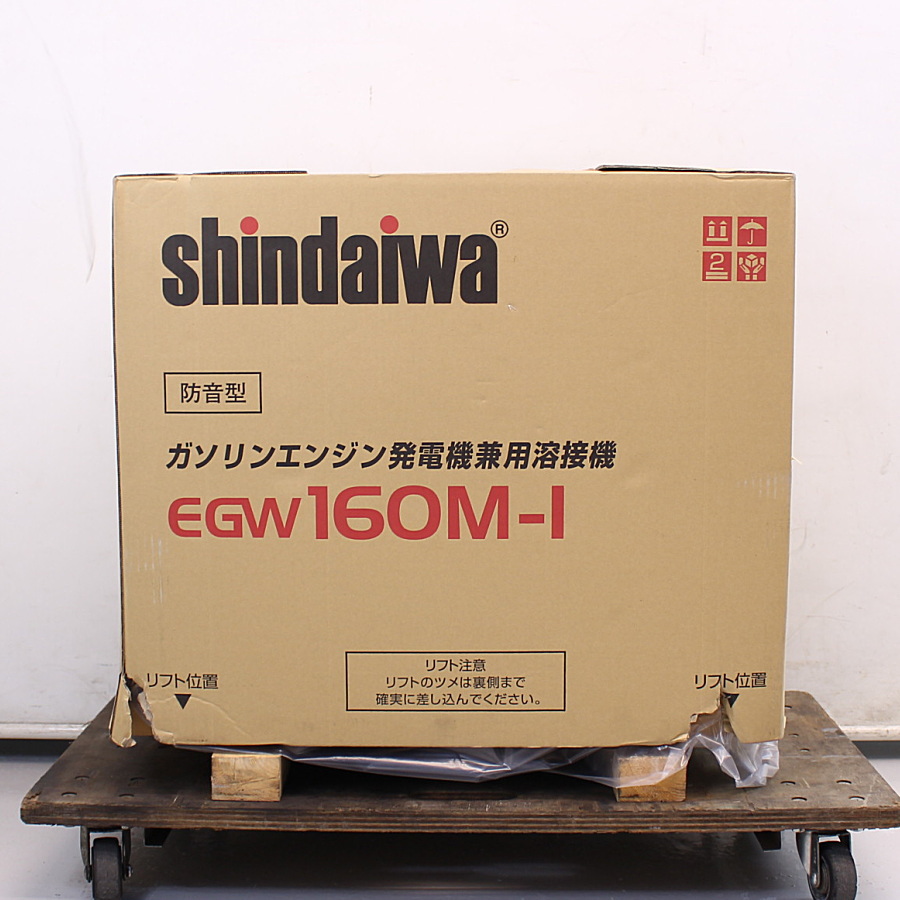 shindaiwa®
2
防音型
ガソリンエンジン発電機兼用溶接機
EGW160M-I
リフト注意
リフトのツメは裏側まで
確実に差し込んでください。
リフト位置
リフト位置